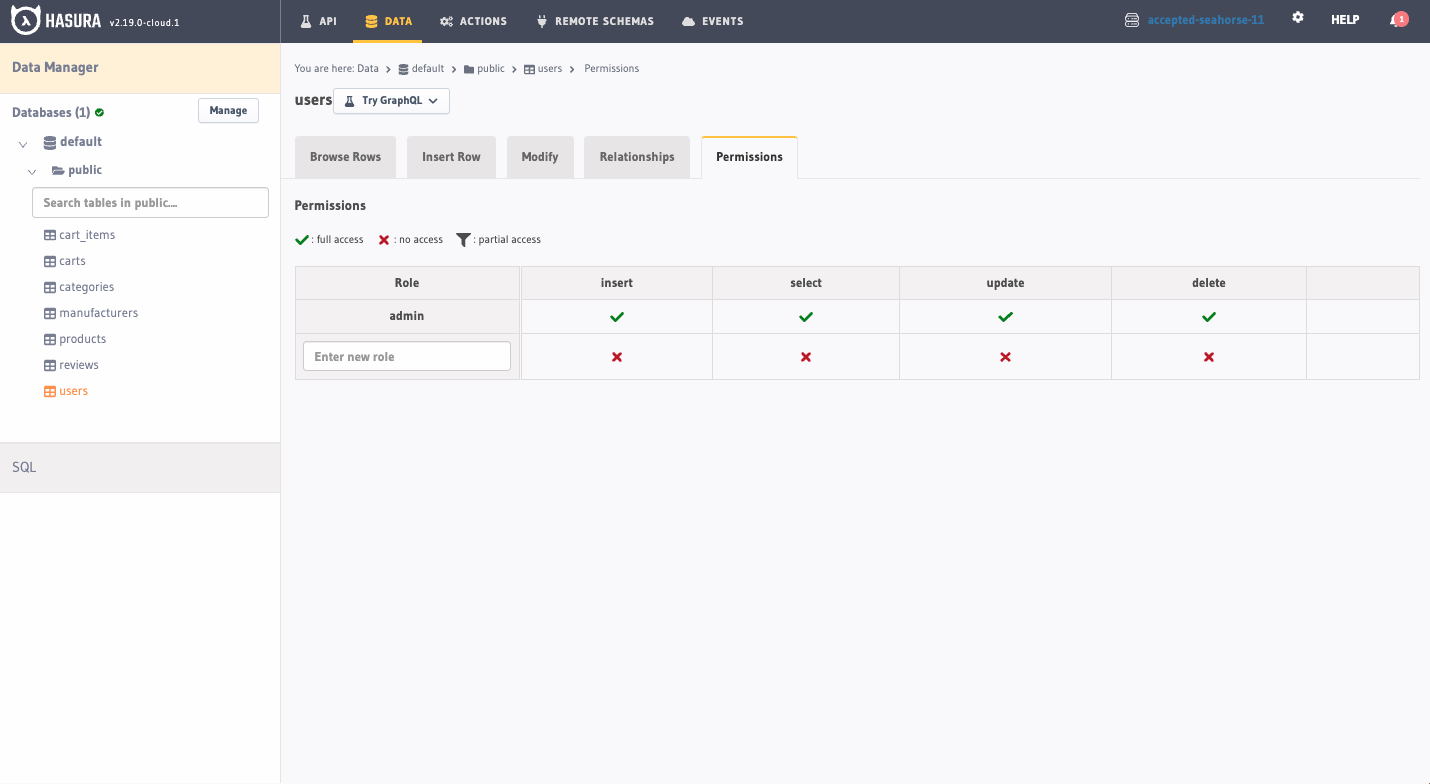 HASURA v2.19.0-cloud.1
API DATA ACTIONS REMOTE SCHEMAS EVENTS
accepted-seahorse-11 HELP 1
Data Manager
Databases (1) Manage
default
public
Search tables in public....
cart_items
carts
categories
manufacturers
products
reviews
users
SQL
You are here: Data > default > public > users > Permissions
users Try GraphQL
Browse Rows Insert Row Modify Relationships Permissions
Permissions
: full access : no access : partial access
Role insert select update delete
admin
Enter new role